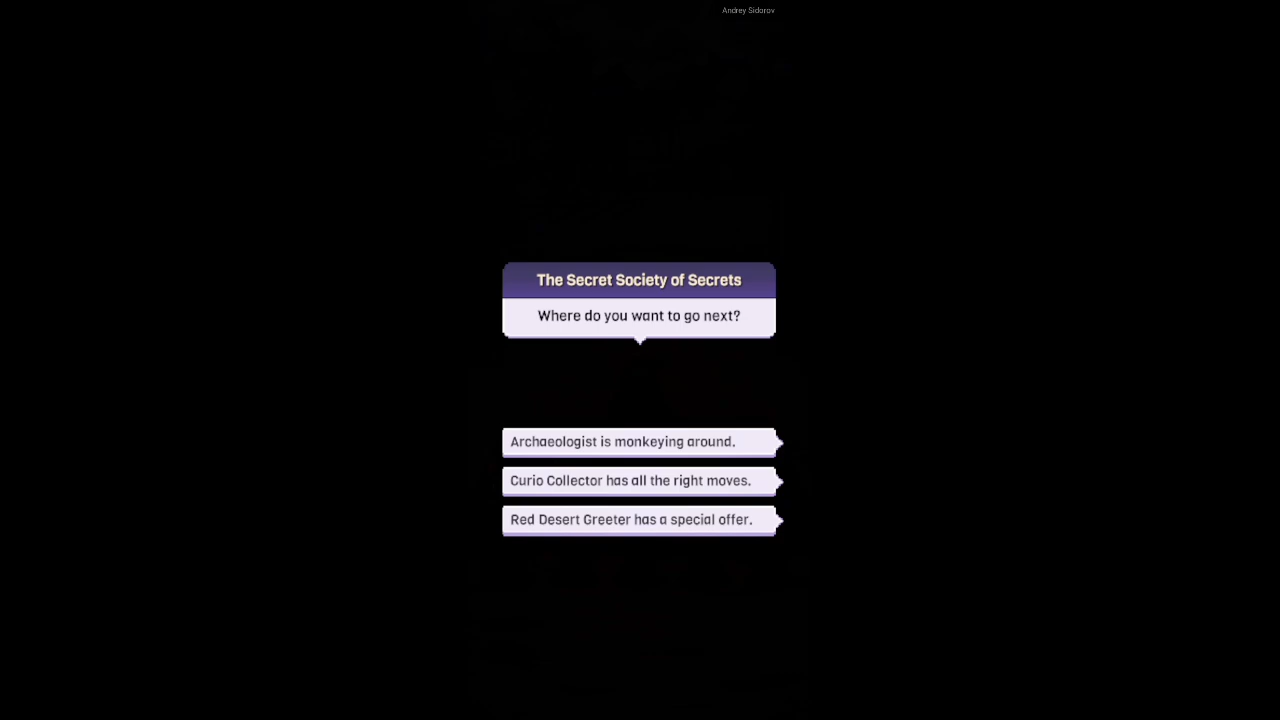 Andrey Sidorov
The Secret Society of Secrets
Where do you want to go next?
Archaeologist is monkeying around.
Curio Collector has all the right moves.
Red Desert Greeter has a special offer.